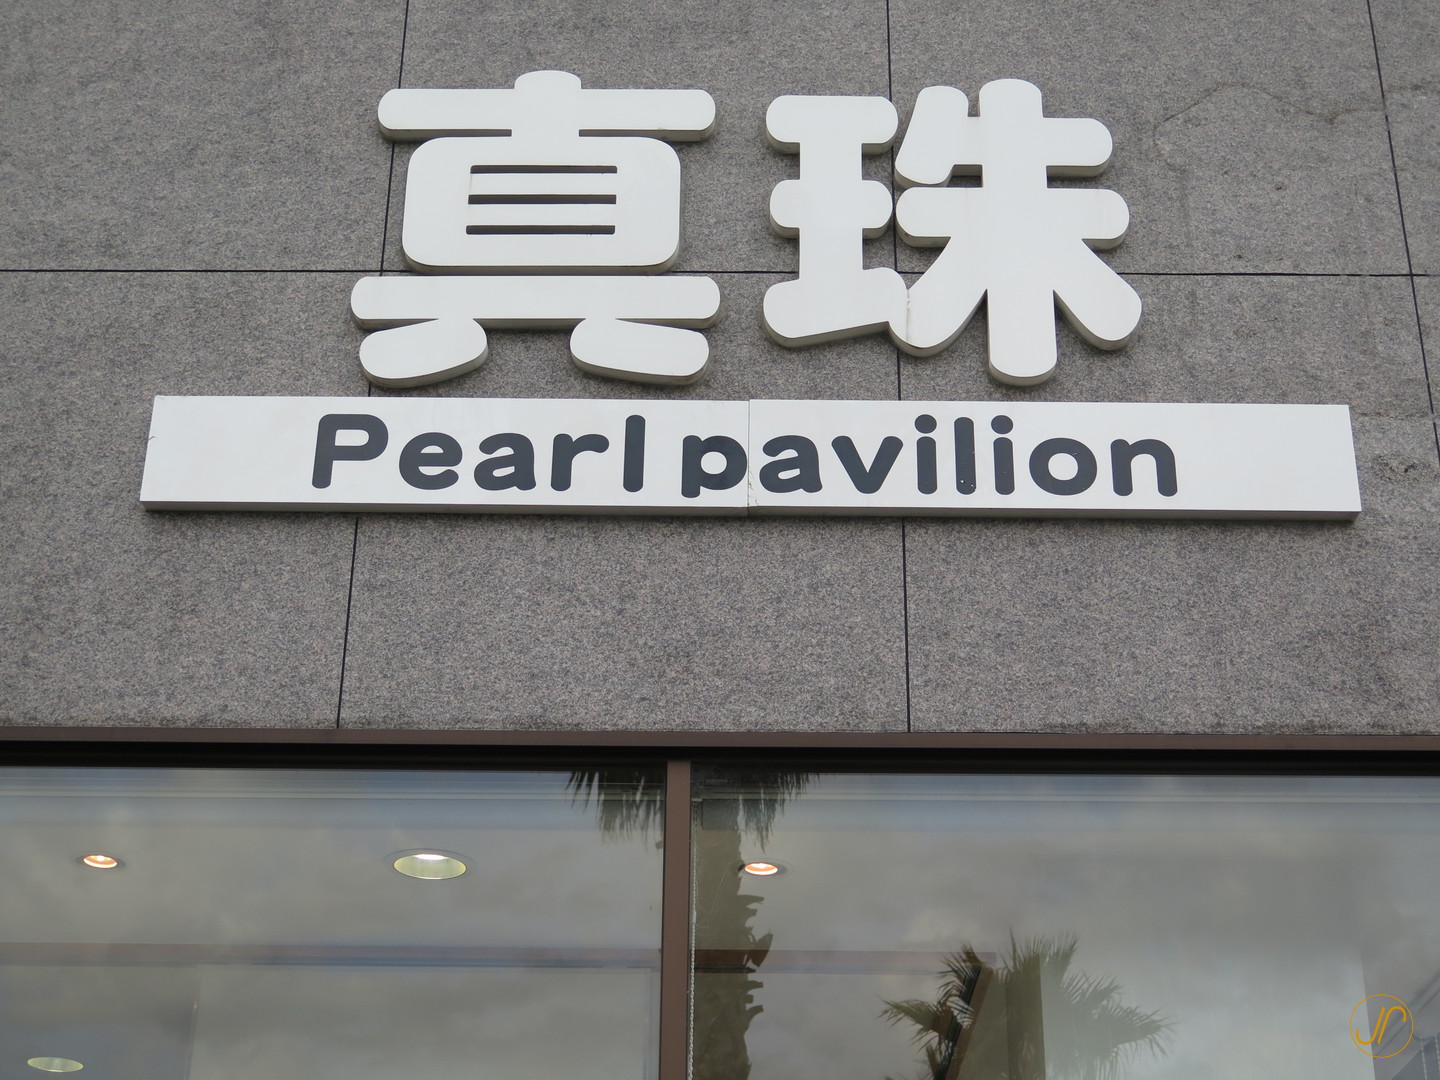 真珠
Pearl pavilion